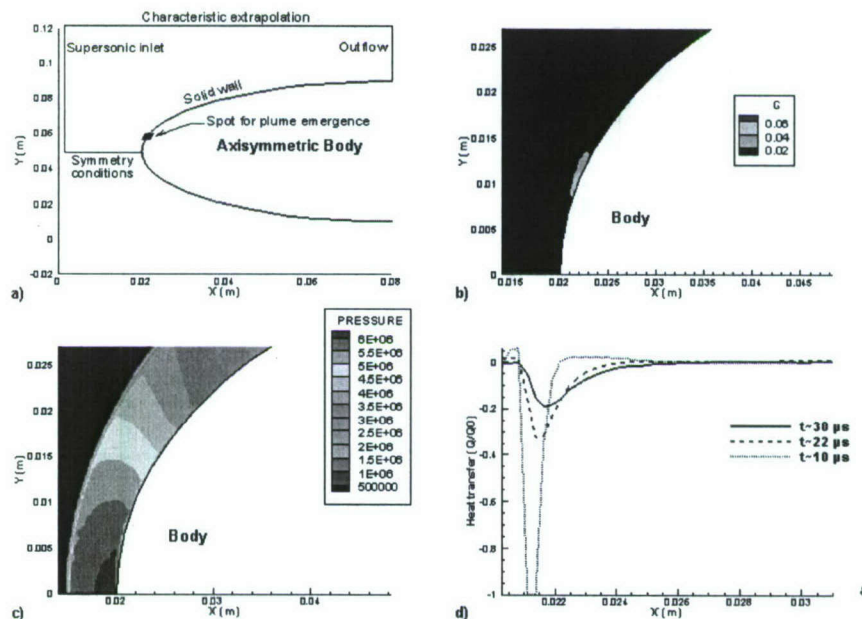 Characteristic extrapolation
0.12
Supersonic inlet
Outflow
0.1
Solid wall
0.08
Spot for plume emergence
0.06
Axisymmetric Body
0.04
Symmetry
conditions
0.02
0
-0.02
0
0.02
0.04
0.06
0.08
Y (m)
X (m)
a)
0.025
0.02
0.015
0.01
0.005
0
G
0.06
0.04
0.02
Body
0.015
0.02
0.025
0.03
0.035
0.04
0.045
Y (m)
X (m)
b)
PRESSURE
6E+06
5.5E+06
5E+06
4.5E+06
4E+06
3.5E+06
3E+06
2.5E+06
2E+06
1.5E+06
1E+06
500000
0.025
0.02
0.015
0.01
0.005
0
Body
0.02
0.03
0.04
Y (m)
X (m)
c)
0
-0.2
-0.4
-0.6
-0.8
-1
t~30 µs
t~22 µs
t~10 µs
Heat transfer (Q/Q0)
0.022
0.024
0.026
0.028
0.03
X (m)
d)